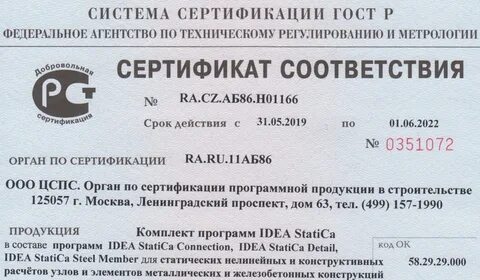 СИСТЕМА СЕРТИФИКАЦИИ ГОСТ Р
ФЕДЕРАЛЬНОЕ АГЕНТСТВО ПО ТЕХНИЧЕСКОМУ РЕГУЛИРОВАНИЮ И МЕТРОЛОГИИ
Добровольная
сертификация
СЕРТИФИКАТ СООТВЕТСТВИЯ
№ RA.CZ.АБ86.Н01166
Срок действия с 31.05.2019 по 01.06.2022
№ 0351072
ОРГАН ПО СЕРТИФИКАЦИИ RA.RU.11АБ86
ООО ЦСПС. Орган по сертификации программной продукции в строительстве
125057 г. Москва, Ленинградский проспект, дом 63, тел. (499) 157-1990
ПРОДУКЦИЯ Комплект программ IDEA StatiCa
в составе программ IDEA StatiCa Connection, IDEA StatiCa Detail,
IDEA StatiCa Steel Member для статических нелинейных и конструктивных
расчётов узлов и элементов металлических и железобетонных конструкций
код ОК
58.29.29.000